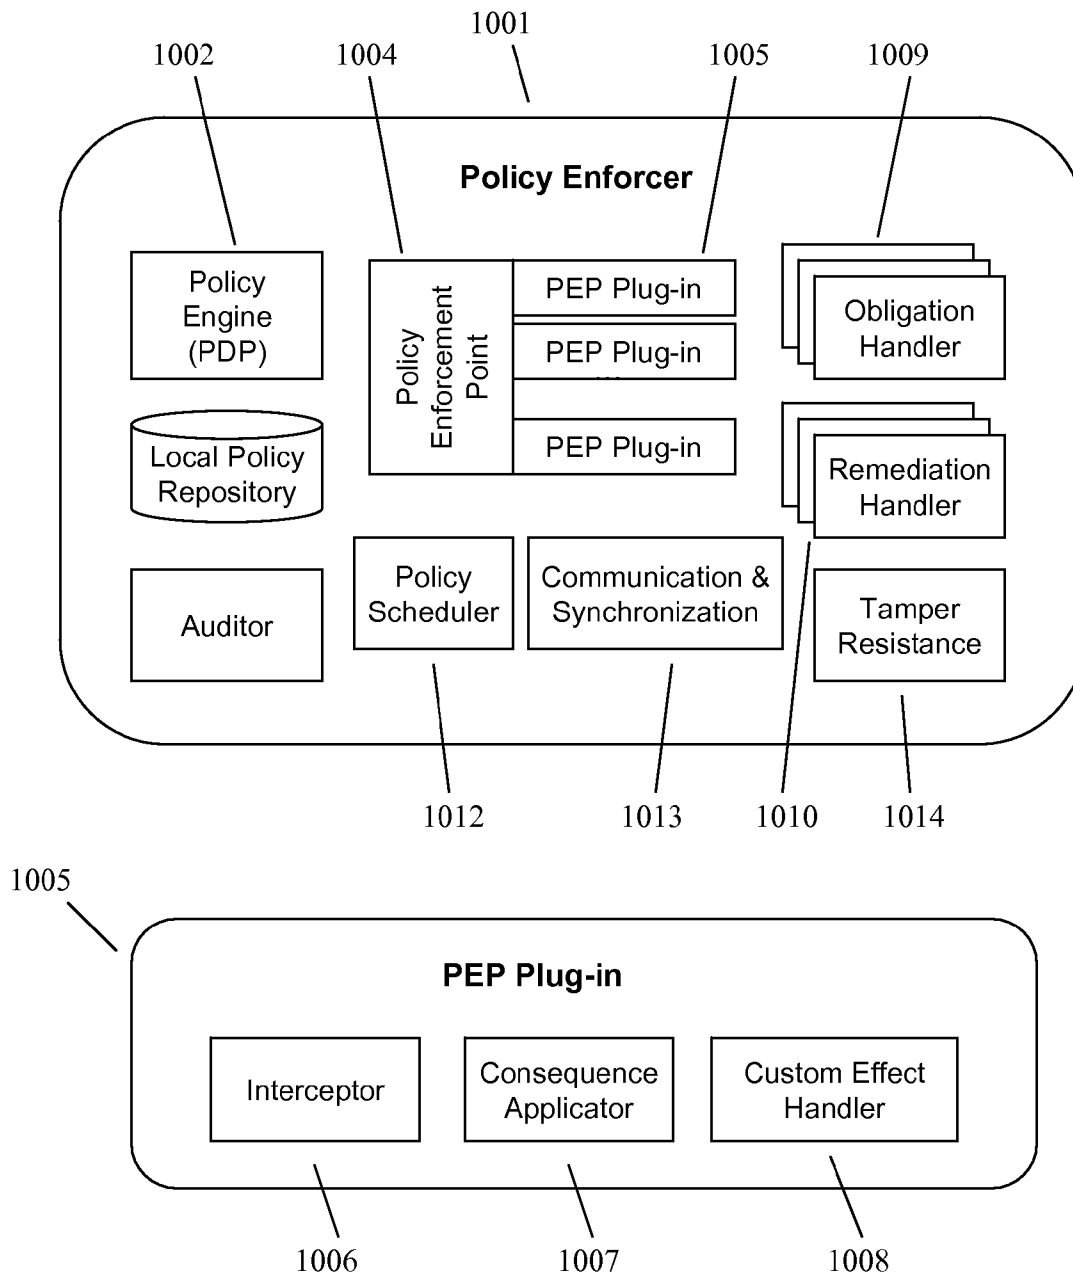 1001
1002
1004
1005
1009
Policy Enforcer
Policy
Engine
(PDP)
Policy
Enforcement
Point
PEP Plug-in
PEP Plug-in
...
PEP Plug-in
Obligation
Handler
Local Policy
Repository
Remediation
Handler
Auditor
Policy
Scheduler
Communication &
Synchronization
Tamper
Resistance
1012
1013
1010
1014
1005
PEP Plug-in
Interceptor
Consequence
Applicator
Custom Effect
Handler
1006
1007
1008